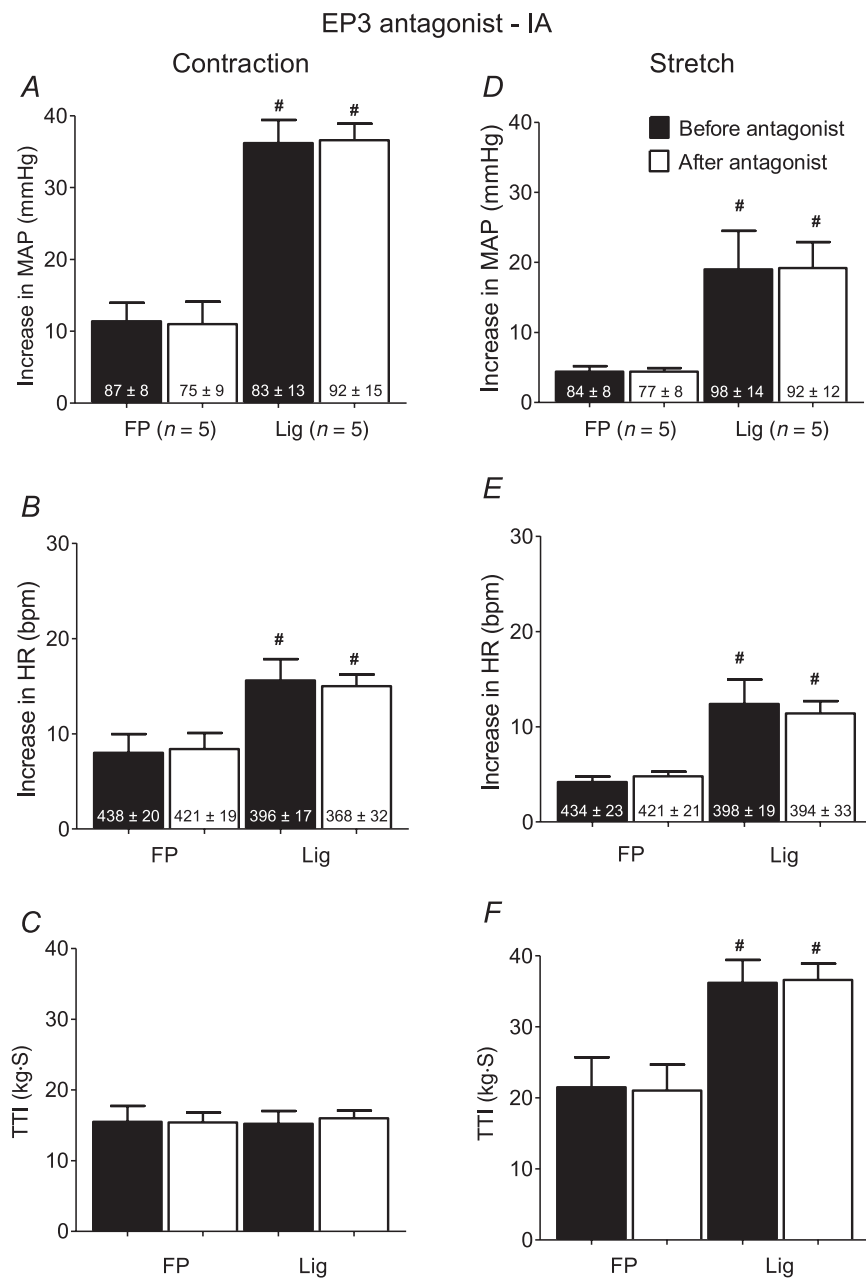 EP3 antagonist - IA
Contraction
Stretch
A
Increase in MAP (mmHg)
40
30
20
10
0
#
#
87 ± 8
75 ± 9
83 ± 13
92 ± 15
FP (n = 5)
Lig (n = 5)
D
Increase in MAP (mmHg)
40
30
20
10
0
Before antagonist
After antagonist
#
#
84 ± 8
77 ± 8
98 ± 14
92 ± 12
FP (n = 5)
Lig (n = 5)
B
Increase in HR (bpm)
30
20
10
0
#
#
438 ± 20
421 ± 19
396 ± 17
368 ± 32
FP
Lig
E
Increase in HR (bpm)
30
20
10
0
#
#
434 ± 23
421 ± 21
398 ± 19
394 ± 33
FP
Lig
C
TTI (kg·S)
40
30
20
10
0
FP
Lig
F
TTI (kg·S)
40
30
20
10
0
#
#
FP
Lig